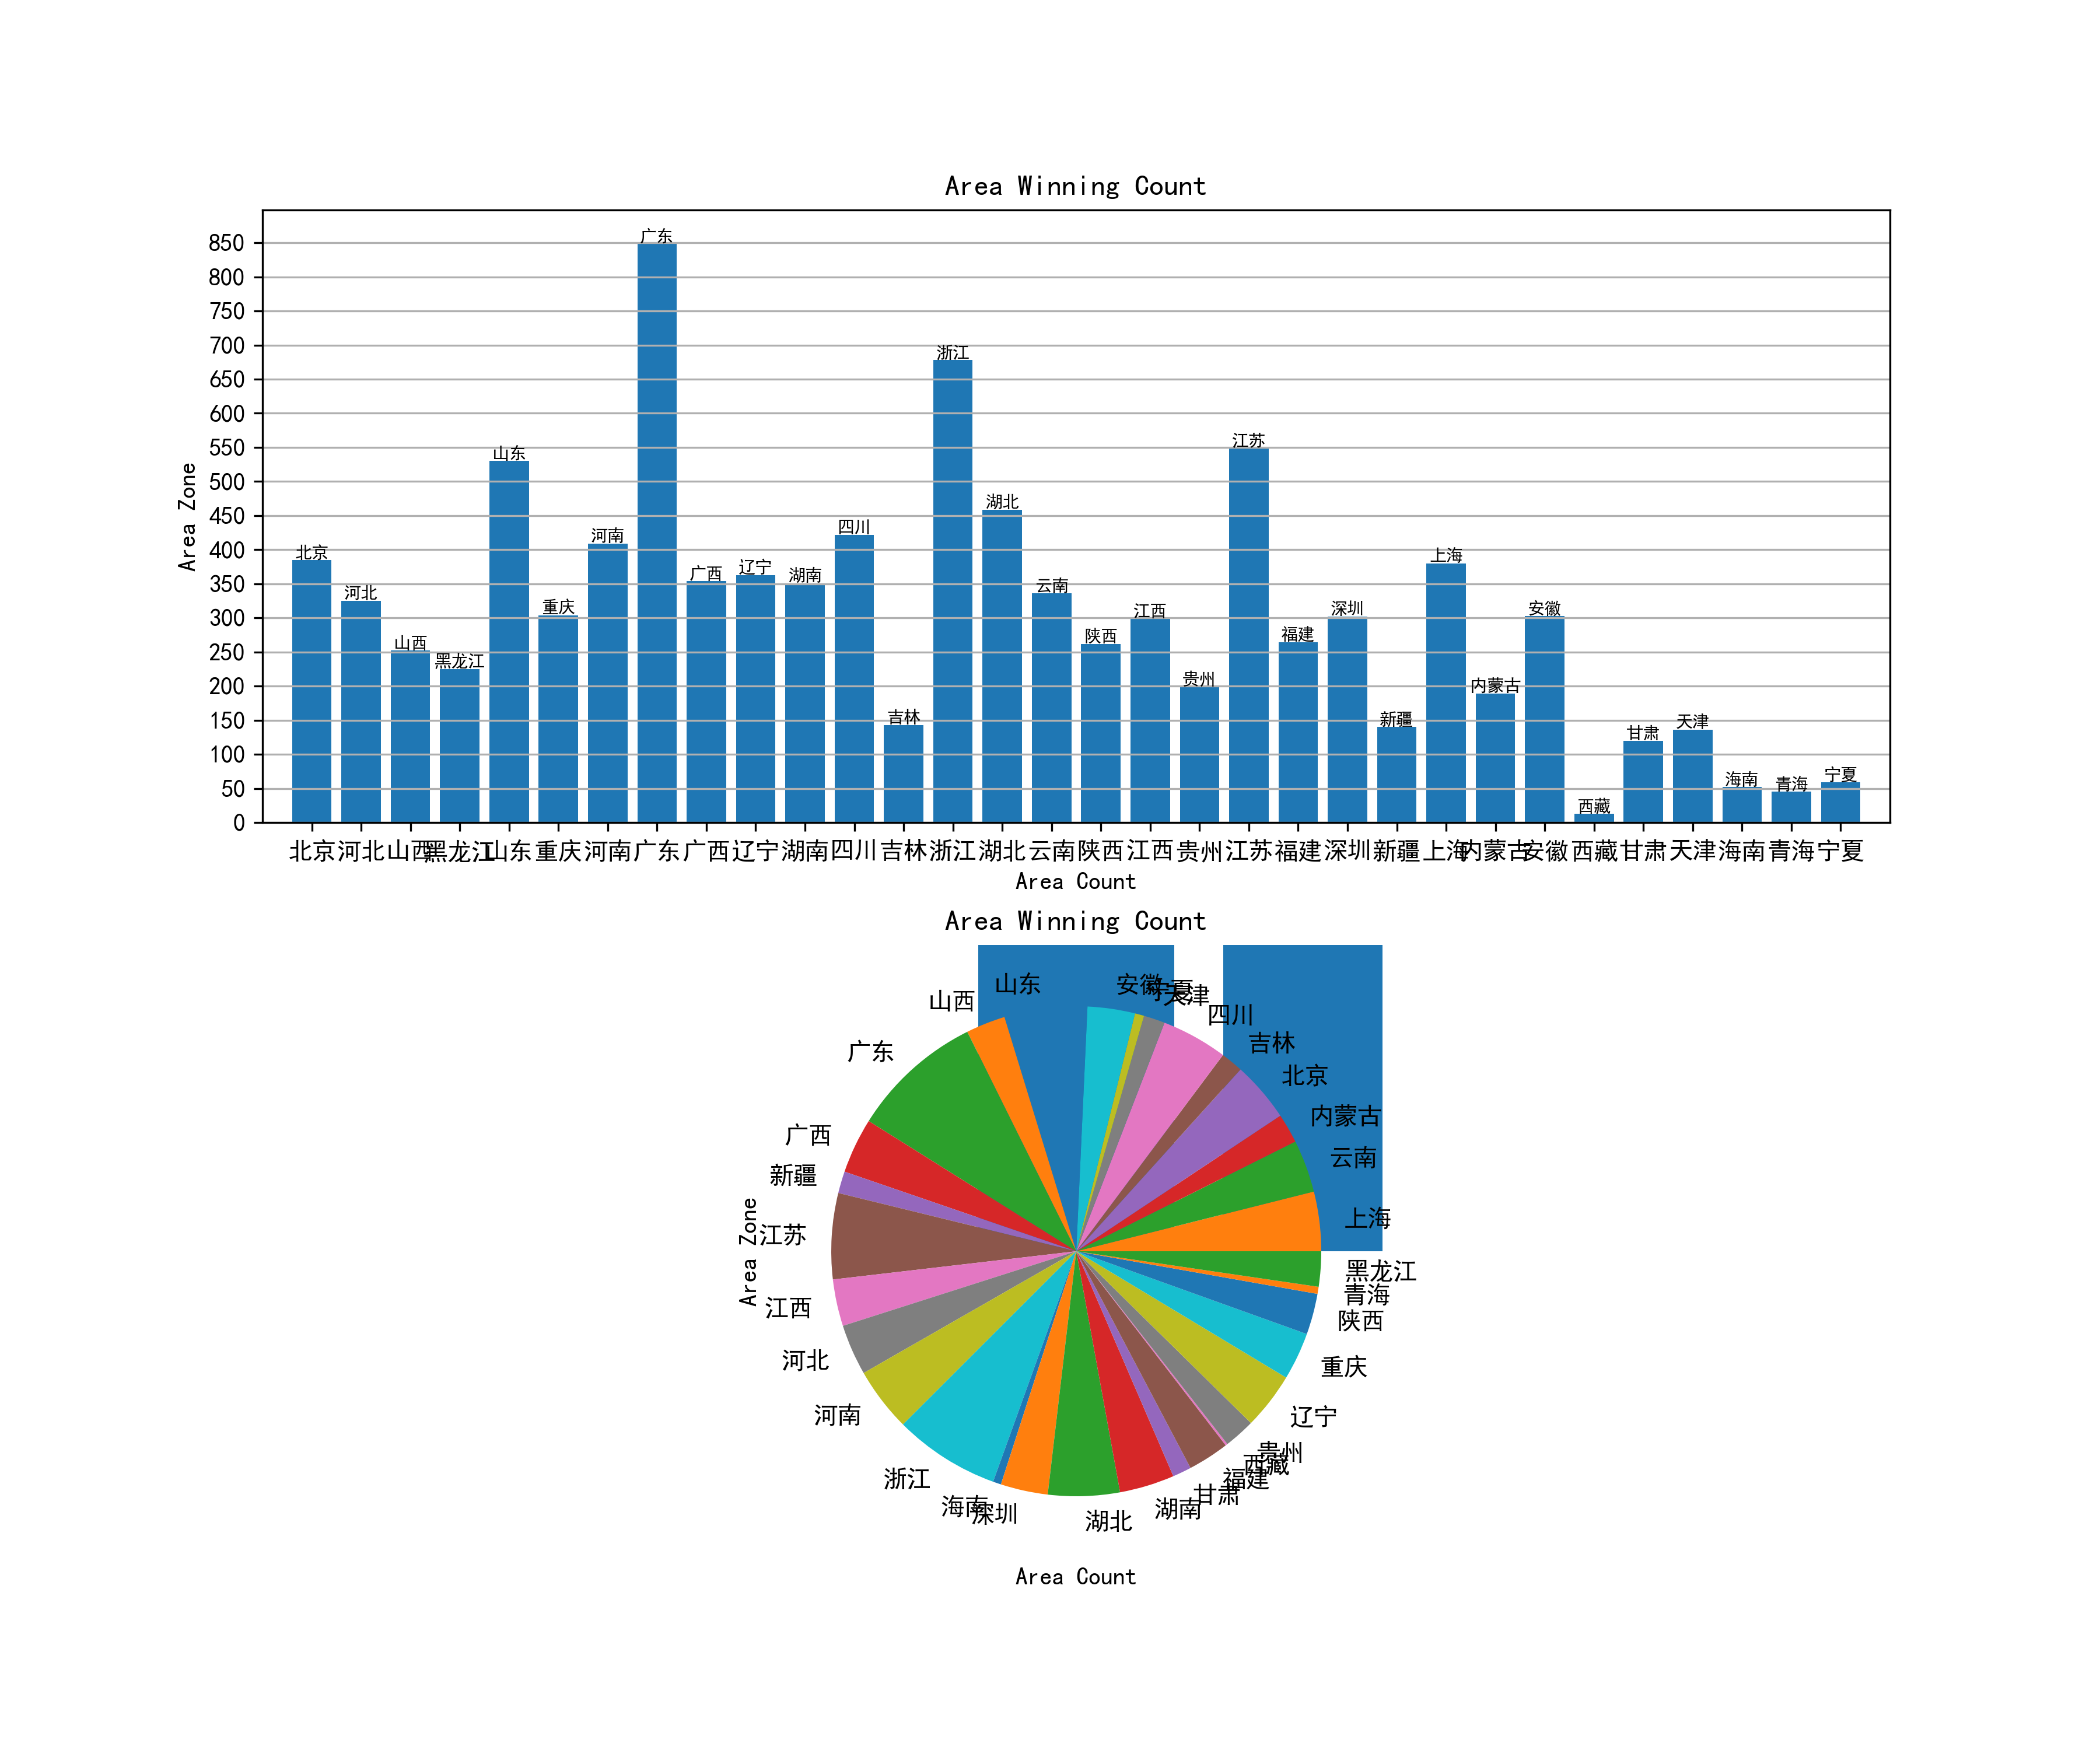 Area Winning Count
850
800
750
700
650
600
550
500
450
400
350
300
250
200
150
100
50
0
Area Zone
北京
河北
山西
黑龙江
山东
重庆
河南
广东
广西
辽宁
湖南
四川
吉林
浙江
湖北
云南
陕西
江西
贵州
江苏
福建
深圳
新疆
上海
内蒙古
安徽
西藏
甘肃
天津
海南
青海
宁夏
北京 河北 山西 黑龙江 山东 重庆 河南 广东 广西 辽宁 湖南 四川 吉林 浙江 湖北 云南 陕西 江西 贵州 江苏 福建 深圳 新疆 上海 内蒙古 安徽 西藏 甘肃 天津 海南 青海 宁夏
Area Count
Area Winning Count
上海
云南
内蒙古
北京
吉林
四川
天津
宁夏
安徽
山东
山西
广东
广西
新疆
江苏
江西
河北
河南
浙江
海南
深圳
湖北
湖南
甘肃
福建
西藏
贵州
辽宁
重庆
陕西
青海
黑龙江
Area Zone
Area Count